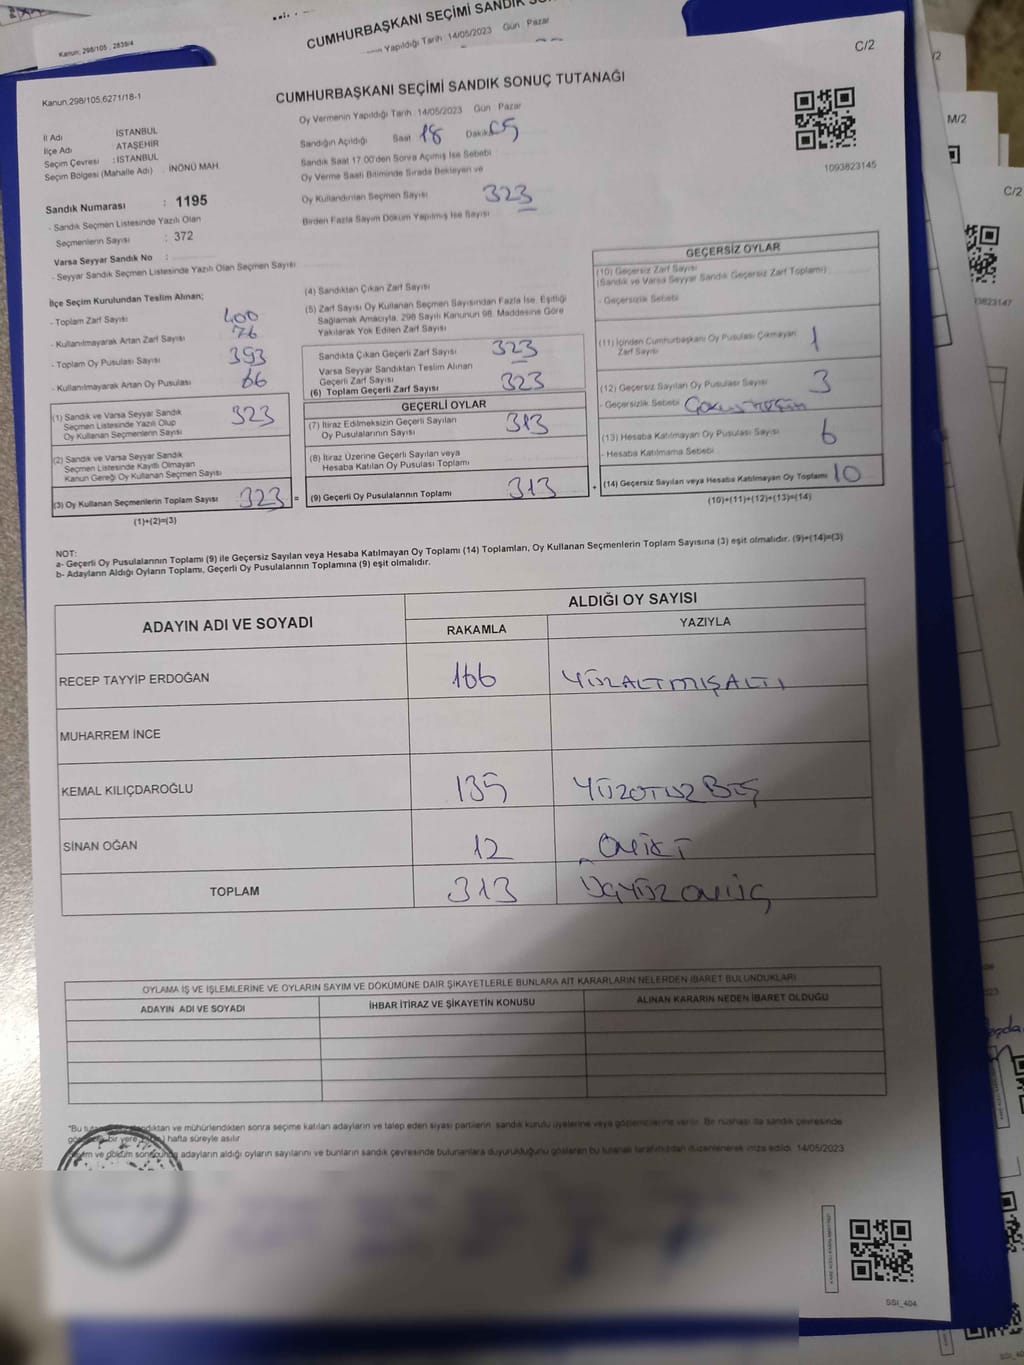 Kanun: 298/105, 2839/4
CUMHURBAŞKANI SEÇİMİ SANDIK
Yapıldığı Tarih : 14/05/2023 Gün : Pazar
C/2
Kanun:298/105,6271/18-1
CUMHURBAŞKANI SEÇİMİ SANDIK SONUÇ TUTANAĞI
Oy Vermenin Yapıldığı Tarih : 14/05/2023 Gün : Pazar
İl Adı : İSTANBUL
İlçe Adı : ATAŞEHİR
Seçim Çevresi : İSTANBUL
Seçim Bölgesi (Mahalle Adı) : İNÖNÜ MAH.
Sandığın Açıldığı Saat 18 Dakika 05
Sandık Saat 17.00'den Sonra Açılmış İse Sebebi
Oy Verme Saati Bitiminde Sırada Bekleyen ve
Oy Kullandırılan Seçmen Sayısı 323
Birden Fazla Sayım Döküm Yapılmış İse Sayısı
1093823145
Sandık Numarası : 1195
- Sandık Seçmen Listesinde Yazılı Olan
Seçmenlerin Sayısı : 372
Varsa Seyyar Sandık No :
- Seyyar Sandık Seçmen Listesinde Yazılı Olan Seçmen Sayısı
İlçe Seçim Kurulundan Teslim Alınan;
- Toplam Zarf Sayısı 400
- Kullanılmayarak Artan Zarf Sayısı 76
- Toplam Oy Pusulası Sayısı 393
- Kullanılmayarak Artan Oy Pusulası 66
(1) Sandık ve Varsa Seyyar Sandık
Seçmen Listesinde Yazılı Olup
Oy Kullanan Seçmenlerin Sayısı 323
(2) Sandık ve Varsa Seyyar Sandık
Seçmen Listesinde Kayıtlı Olmayan
Kanun Gereği Oy Kullanan Seçmen Sayısı
(3) Oy Kullanan Seçmenlerin Toplam Sayısı 323 =
(1)+(2)=(3)
(4) Sandıktan Çıkan Zarf Sayısı
(5) Zarf Sayısı Oy Kullanan Seçmen Sayısından Fazla İse, Eşitliği
Sağlamak Amacıyla, 298 Sayılı Kanunun 98. Maddesine Göre
Yakılarak Yok Edilen Zarf Sayısı
Sandıkta Çıkan Geçerli Zarf Sayısı 323
Varsa Seyyar Sandıktan Teslim Alınan
Geçerli Zarf Sayısı
(6) Toplam Geçerli Zarf Sayısı 323
GEÇERLİ OYLAR
(7) İtiraz Edilmeksizin Geçerli Sayılan
Oy Pusulalarının Sayısı 313
(8) İtiraz Üzerine Geçerli Sayılan veya
Hesaba Katılan Oy Pusulası Toplamı
(9) Geçerli Oy Pusulalarının Toplamı 313 +
GEÇERSİZ OYLAR
(10) Geçersiz Zarf Sayısı
(Sandık ve Varsa Seyyar Sandık Geçersiz Zarf Toplamı)
- Geçersizlik Sebebi
(11) İçinden Cumhurbaşkanı Oy Pusulası Çıkmayan
Zarf Sayısı 1
(12) Geçersiz Sayılan Oy Pusulası Sayısı 3
- Geçersizlik Sebebi
(13) Hesaba Katılmayan Oy Pusulası Sayısı 6
- Hesaba Katılmama Sebebi
(14) Geçersiz Sayılan veya Hesaba Katılmayan Oy Toplamı 10
(10)+(11)+(12)+(13)=(14)
NOT:
a- Geçerli Oy Pusulalarının Toplamı (9) ile Geçersiz Sayılan veya Hesaba Katılmayan Oy Toplamı (14) Toplamları, Oy Kullanan Seçmenlerin Toplam Sayısına (3) eşit olmalıdır. (9)+(14)=(3)
b- Adayların Aldığı Oyların Toplamı, Geçerli Oy Pusulalarının Toplamına (9) eşit olmalıdır.
ADAYIN ADI VE SOYADI
ALDIĞI OY SAYISI
RAKAMLA YAZIYLA
RECEP TAYYİP ERDOĞAN 166 YÜZALTMIŞALTI
MUHARREM İNCE
KEMAL KILIÇDAROĞLU 135 YÜZOTUZBEŞ
SİNAN OĞAN 12 ONİKİ
TOPLAM 313 ÜÇYÜZONÜÇ
OYLAMA İŞ VE İŞLEMLERİNE VE OYLARIN SAYIM VE DÖKÜMÜNE DAİR ŞİKAYETLERLE BUNLARA AİT KARARLARIN NELERDEN İBARET BULUNDUKLARI
ADAYIN ADI VE SOYADI İHBAR İTİRAZ VE ŞİKAYETİN KONUSU ALINAN KARARIN NEDEN İBARET OLDUĞU
"Bu sandıktan ve mühürlendikten sonra seçime katılan adayların ve talep eden siyasi partilerin sandık kurulu üyelerine veya gözlemcilerine verilir. Bir nüshası da sandık çevresinde
bir yere hafta süreyle asılır
ve döküm sonucunda adayların aldığı oyların sayılarını ve bunların sandık çevresinde bulunanlara duyurulduğunu gösteren bu tutanak tarafımızdan düzenlenerek imza edildi. 14/05/2023
SSI_404
M/2
C/2